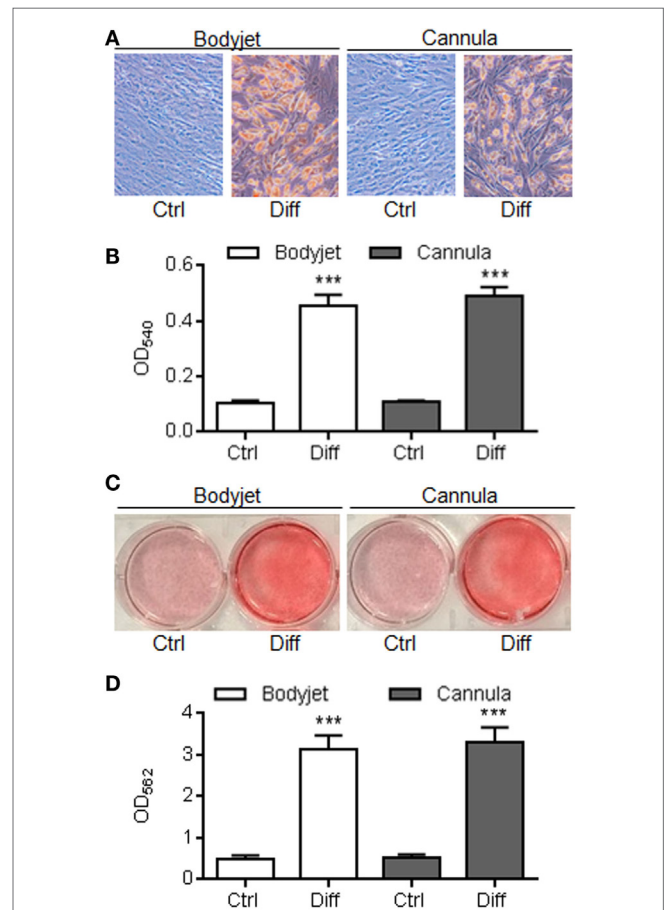 A
Bodyjet Cannula
Ctrl Diff Ctrl Diff
B
Bodyjet Cannula
0.6
*** ***
0.4
OD540
0.2
0.0
Ctrl Diff Ctrl Diff
C
Bodyjet Cannula
Ctrl Diff Ctrl Diff
D
Bodyjet Cannula
4
*** ***
3
OD562
2
1
0
Ctrl Diff Ctrl Diff